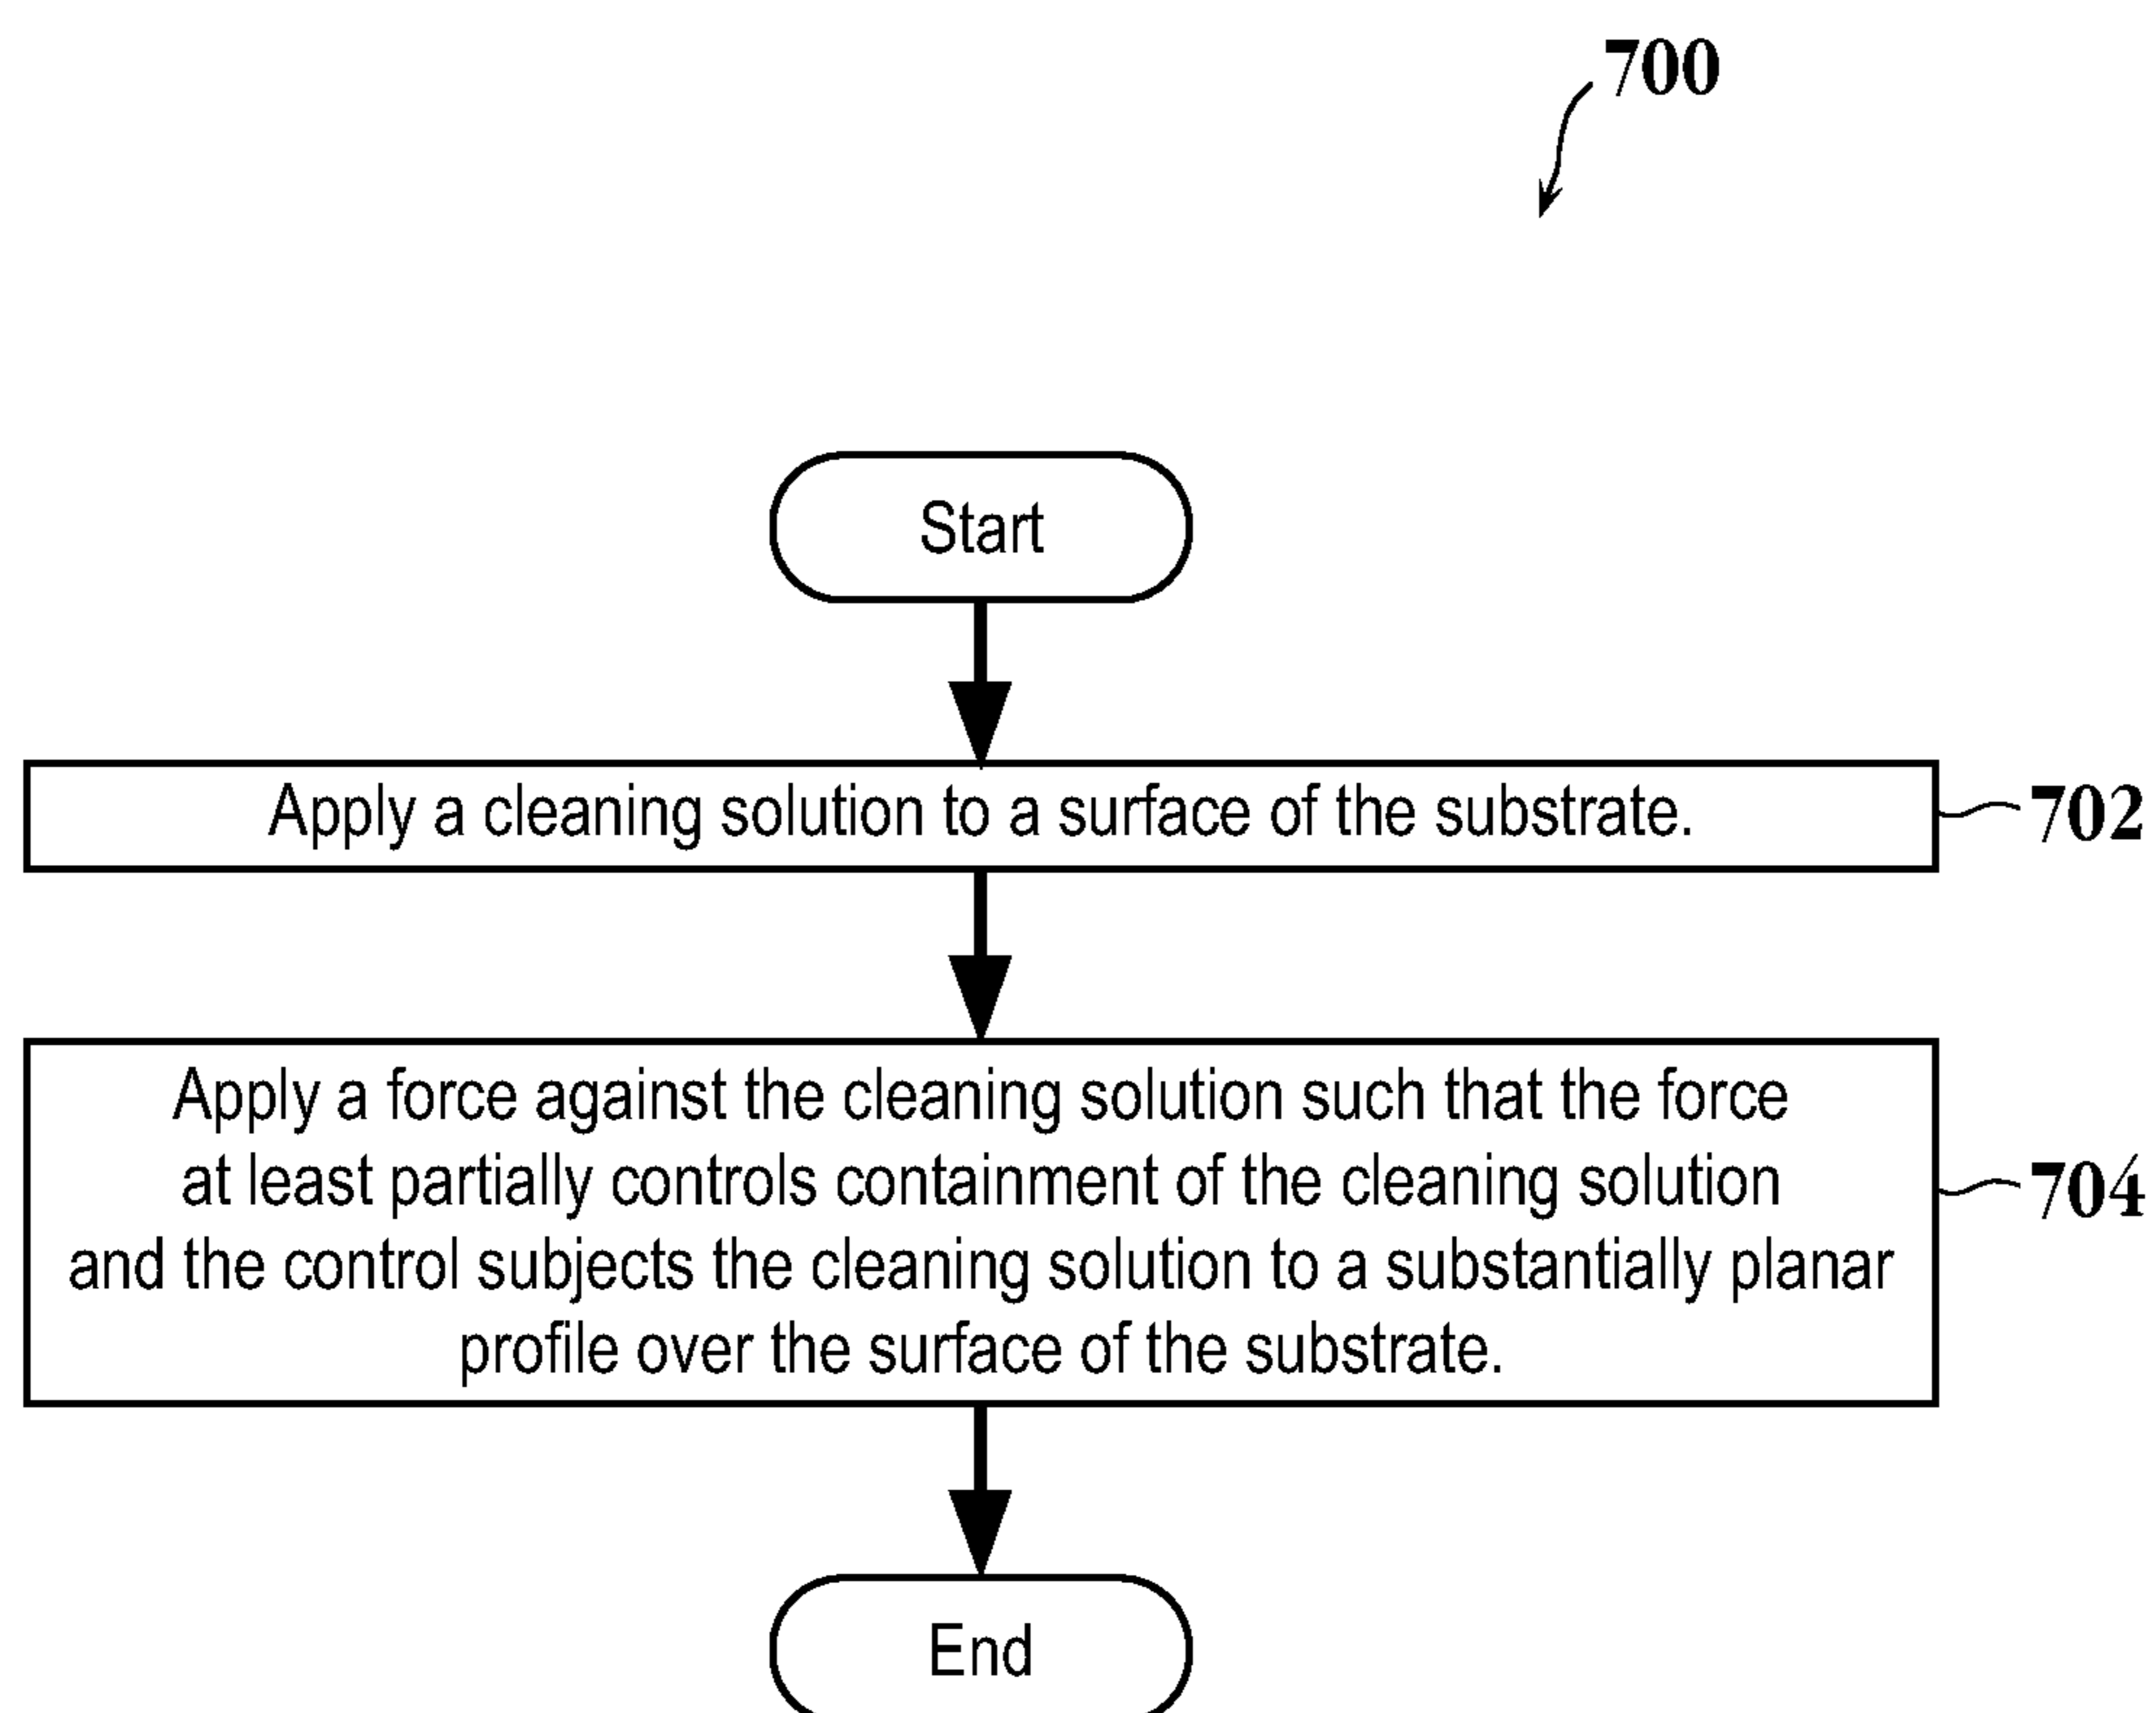 700
Start
Apply a cleaning solution to a surface of the substrate.
702
Apply a force against the cleaning solution such that the force
at least partially controls containment of the cleaning solution
704
and the control subjects the cleaning solution to a substantially planar
profile over the surface of the substrate.
End